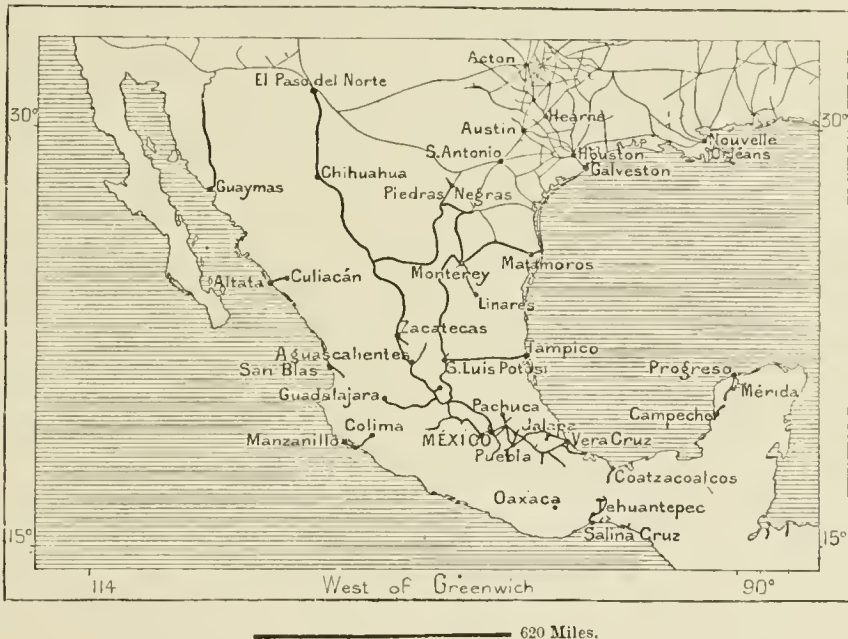 Acton
El Paso del Norte
30°
Hearne
30°
Austin
Nouvelle
Orléans
S. Antonio
Houston
Galveston
Chihuahua
Piedras Negras
Guaymas
Monterey
Matamoros
Altata
Culiacán
Linares
Zacatecas
Tampico
Aguascalientes
S. Luis Potosi
San Blas
Progreso
Mérida
Guadalajara
Pachuca
Campecho
Colima
Jalapa
Manzanillo
MÉXICO
Vera Cruz
Puebla
Coatzacoalcos
Oaxaca
Tehuantepec
Salina Cruz
15°
15°
114
West of Greenwich
90°
620 Miles.